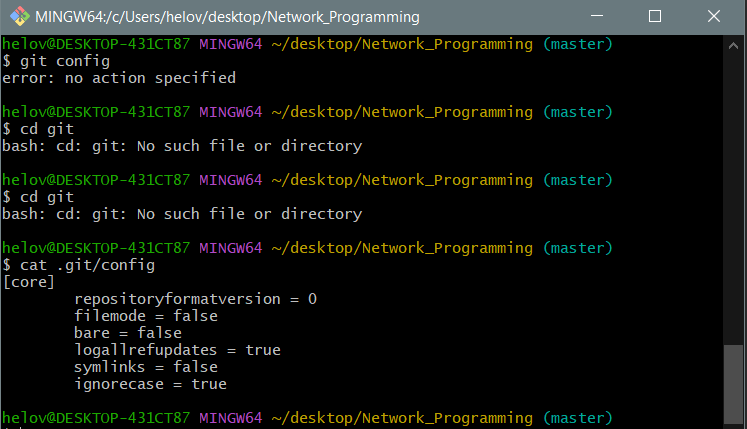 MINGW64:/c/Users/helov/desktop/Network_Programming
helov@DESKTOP-431CT87 MINGW64 ~/desktop/Network_Programming (master)
$ git config
error: no action specified
helov@DESKTOP-431CT87 MINGW64 ~/desktop/Network_Programming (master)
$ cd git
bash: cd: git: No such file or directory
helov@DESKTOP-431CT87 MINGW64 ~/desktop/Network_Programming (master)
$ cd git
bash: cd: git: No such file or directory
helov@DESKTOP-431CT87 MINGW64 ~/desktop/Network_Programming (master)
$ cat .git/config
[core]
        repositoryformatversion = 0
        filemode = false
        bare = false
        logallrefupdates = true
        symlinks = false
        ignorecase = true
helov@DESKTOP-431CT87 MINGW64 ~/desktop/Network_Programming (master)